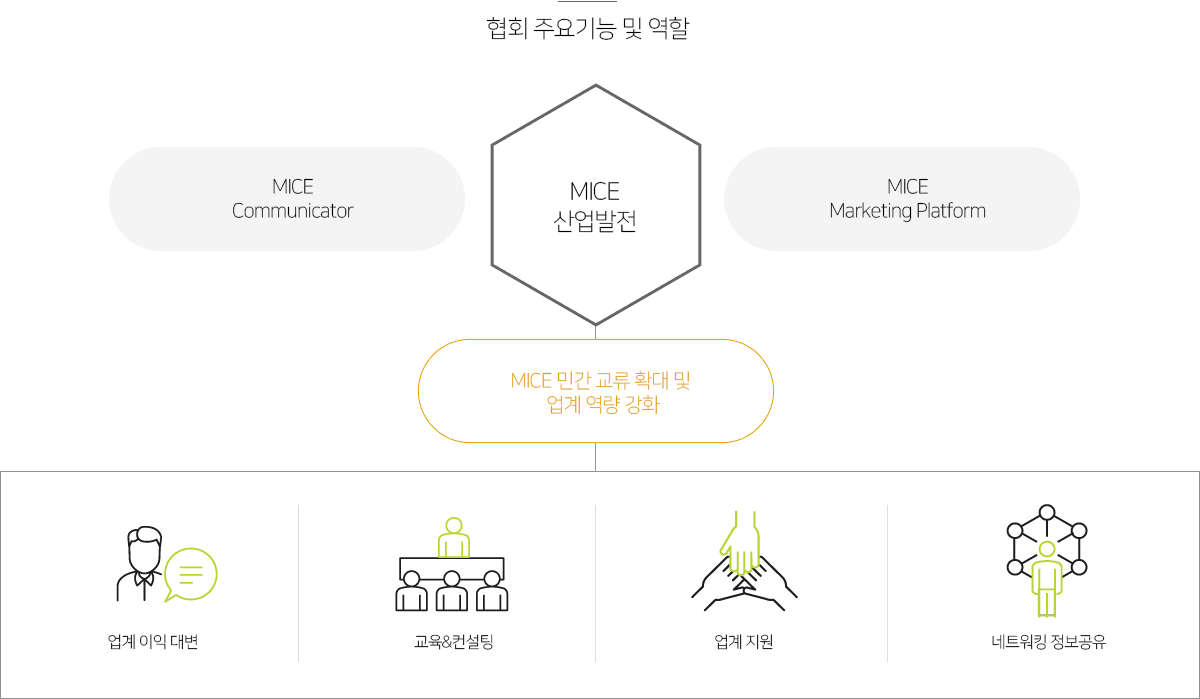 협회 주요기능 및 역할
MICE
Communicator
MICE
산업발전
MICE
Marketing Platform
MICE 민간 교류 확대 및
업계 역량 강화
업계 이익 대변
교육&컨설팅
업계 지원
네트워킹 정보공유